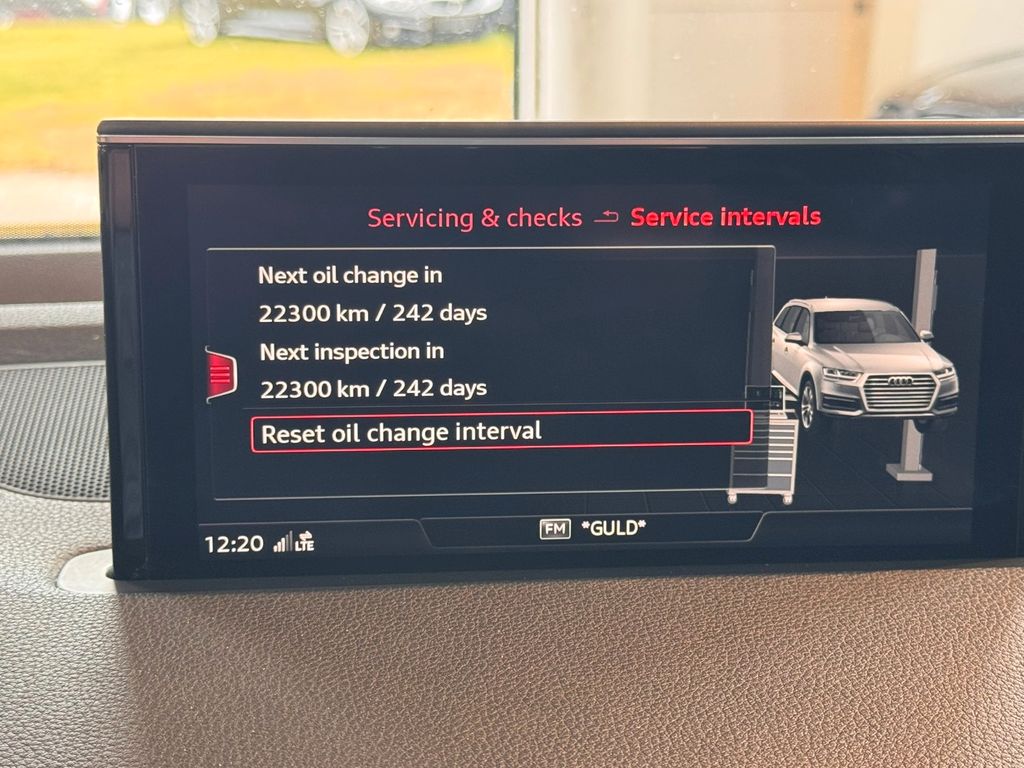 Servicing & checks Service intervals
Next oil change in
22300 km / 242 days
Next inspection in
22300 km / 242 days
Reset oil change interval
12:20 LTE FM *GULD*